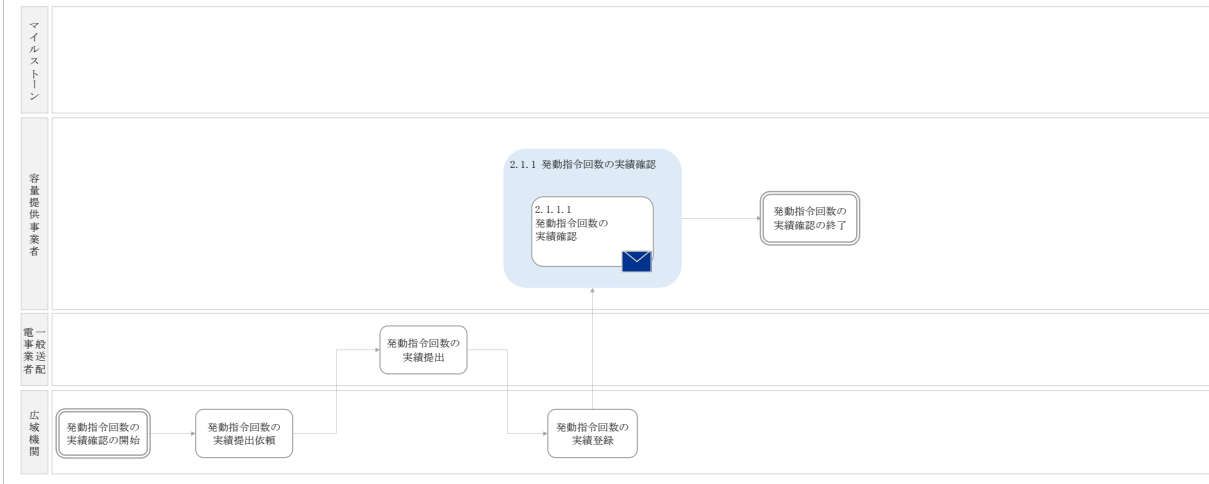 マイルストーン
容量提供事業者
2.1.1 発動指令回数の実績確認
2.1.1.1
発動指令回数の
実績確認
発動指令回数の
実績確認の終了
一般送配
電事業者
発動指令回数の
実績提出
広域機関
発動指令回数の
実績確認の開始
発動指令回数の
実績提出依頼
発動指令回数の
実績登録